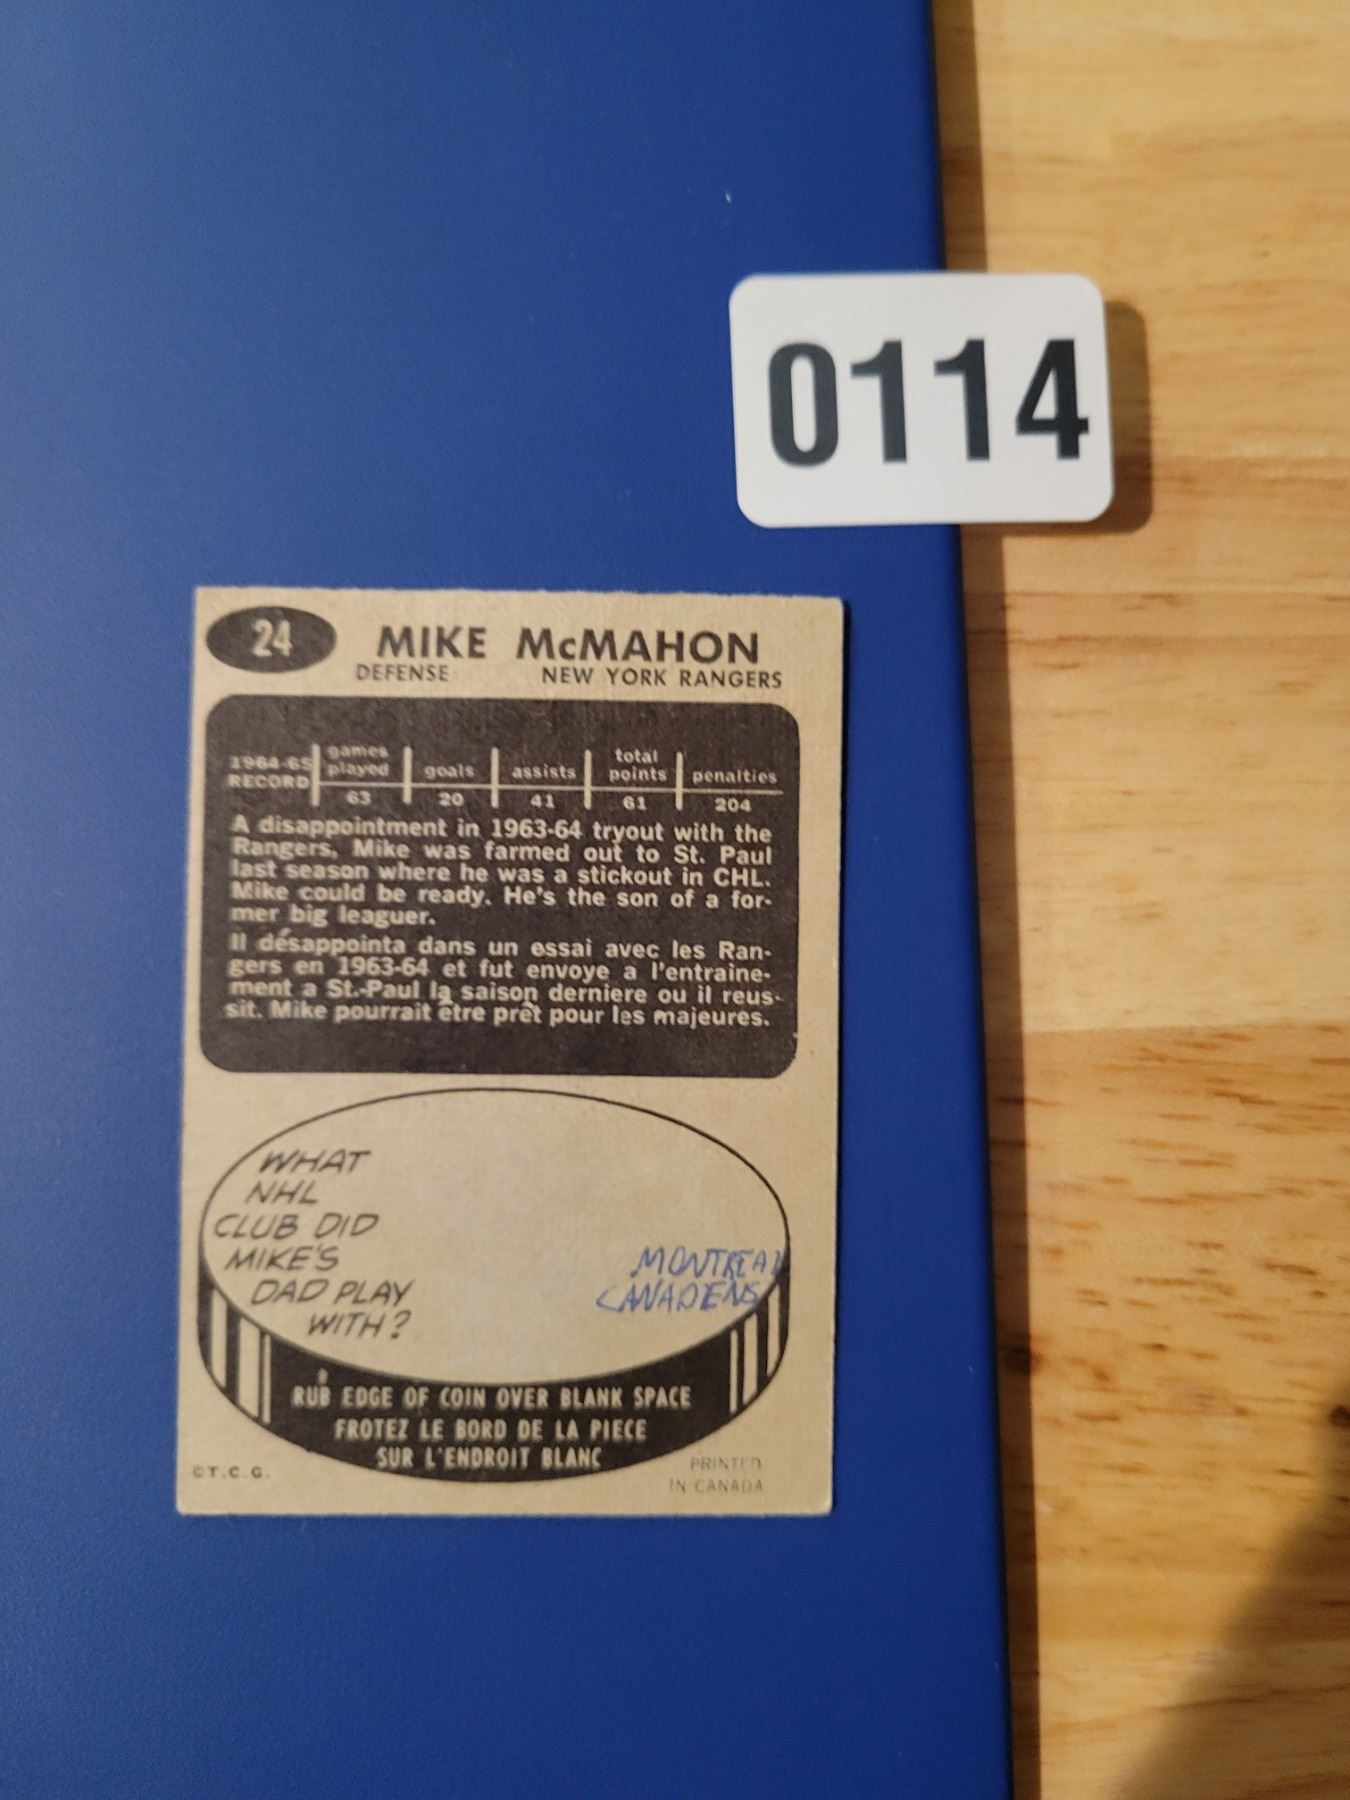 0114
24 MIKE McMAHON
DEFENSE NEW YORK RANGERS
1964-65 RECORD games played goals assists total points penalties
63 20 41 61 204
A disappointment in 1963-64 tryout with the
Rangers, Mike was farmed out to St. Paul
last season where he was a stickout in CHL.
Mike could be ready. He's the son of a for-
mer big leaguer.
Il désappointa dans un essai avec les Ran-
gers en 1963-64 et fut envoye a l'entraine-
ment a St.-Paul la saison derniere ou il reus-
sit. Mike pourrait être prêt pour les majeures.
WHAT
NHL
CLUB DID
MIKE'S
DAD PLAY
WITH?
MONTREAL
CANADENS
RUB EDGE OF COIN OVER BLANK SPACE
FROTEZ LE BORD DE LA PIECE
SUR L'ENDROIT BLANC
©T.C.G.
PRINTED
IN CANADA